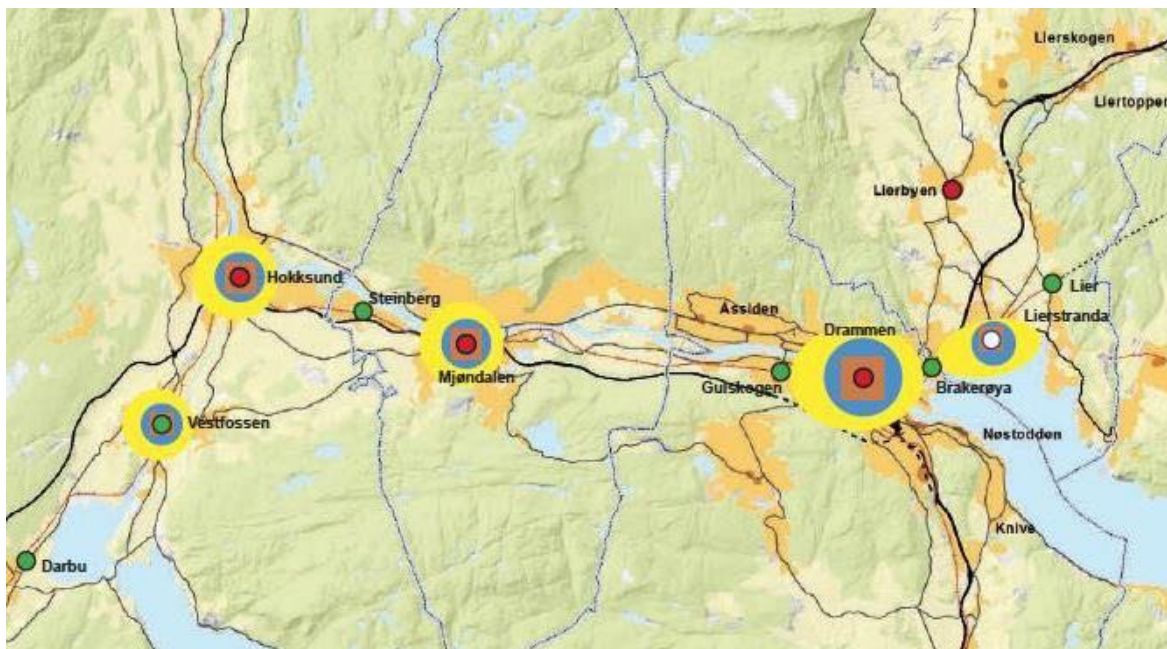 Lierskogen
Liertoppen
Lierbyen
Hokksund
Lier
Steinberg
Assiden
Lierstranda
Drammen
Mjøndalen
Gulskogen
Brakerøya
Vestfossen
Nøstodden
Knive
Darbu